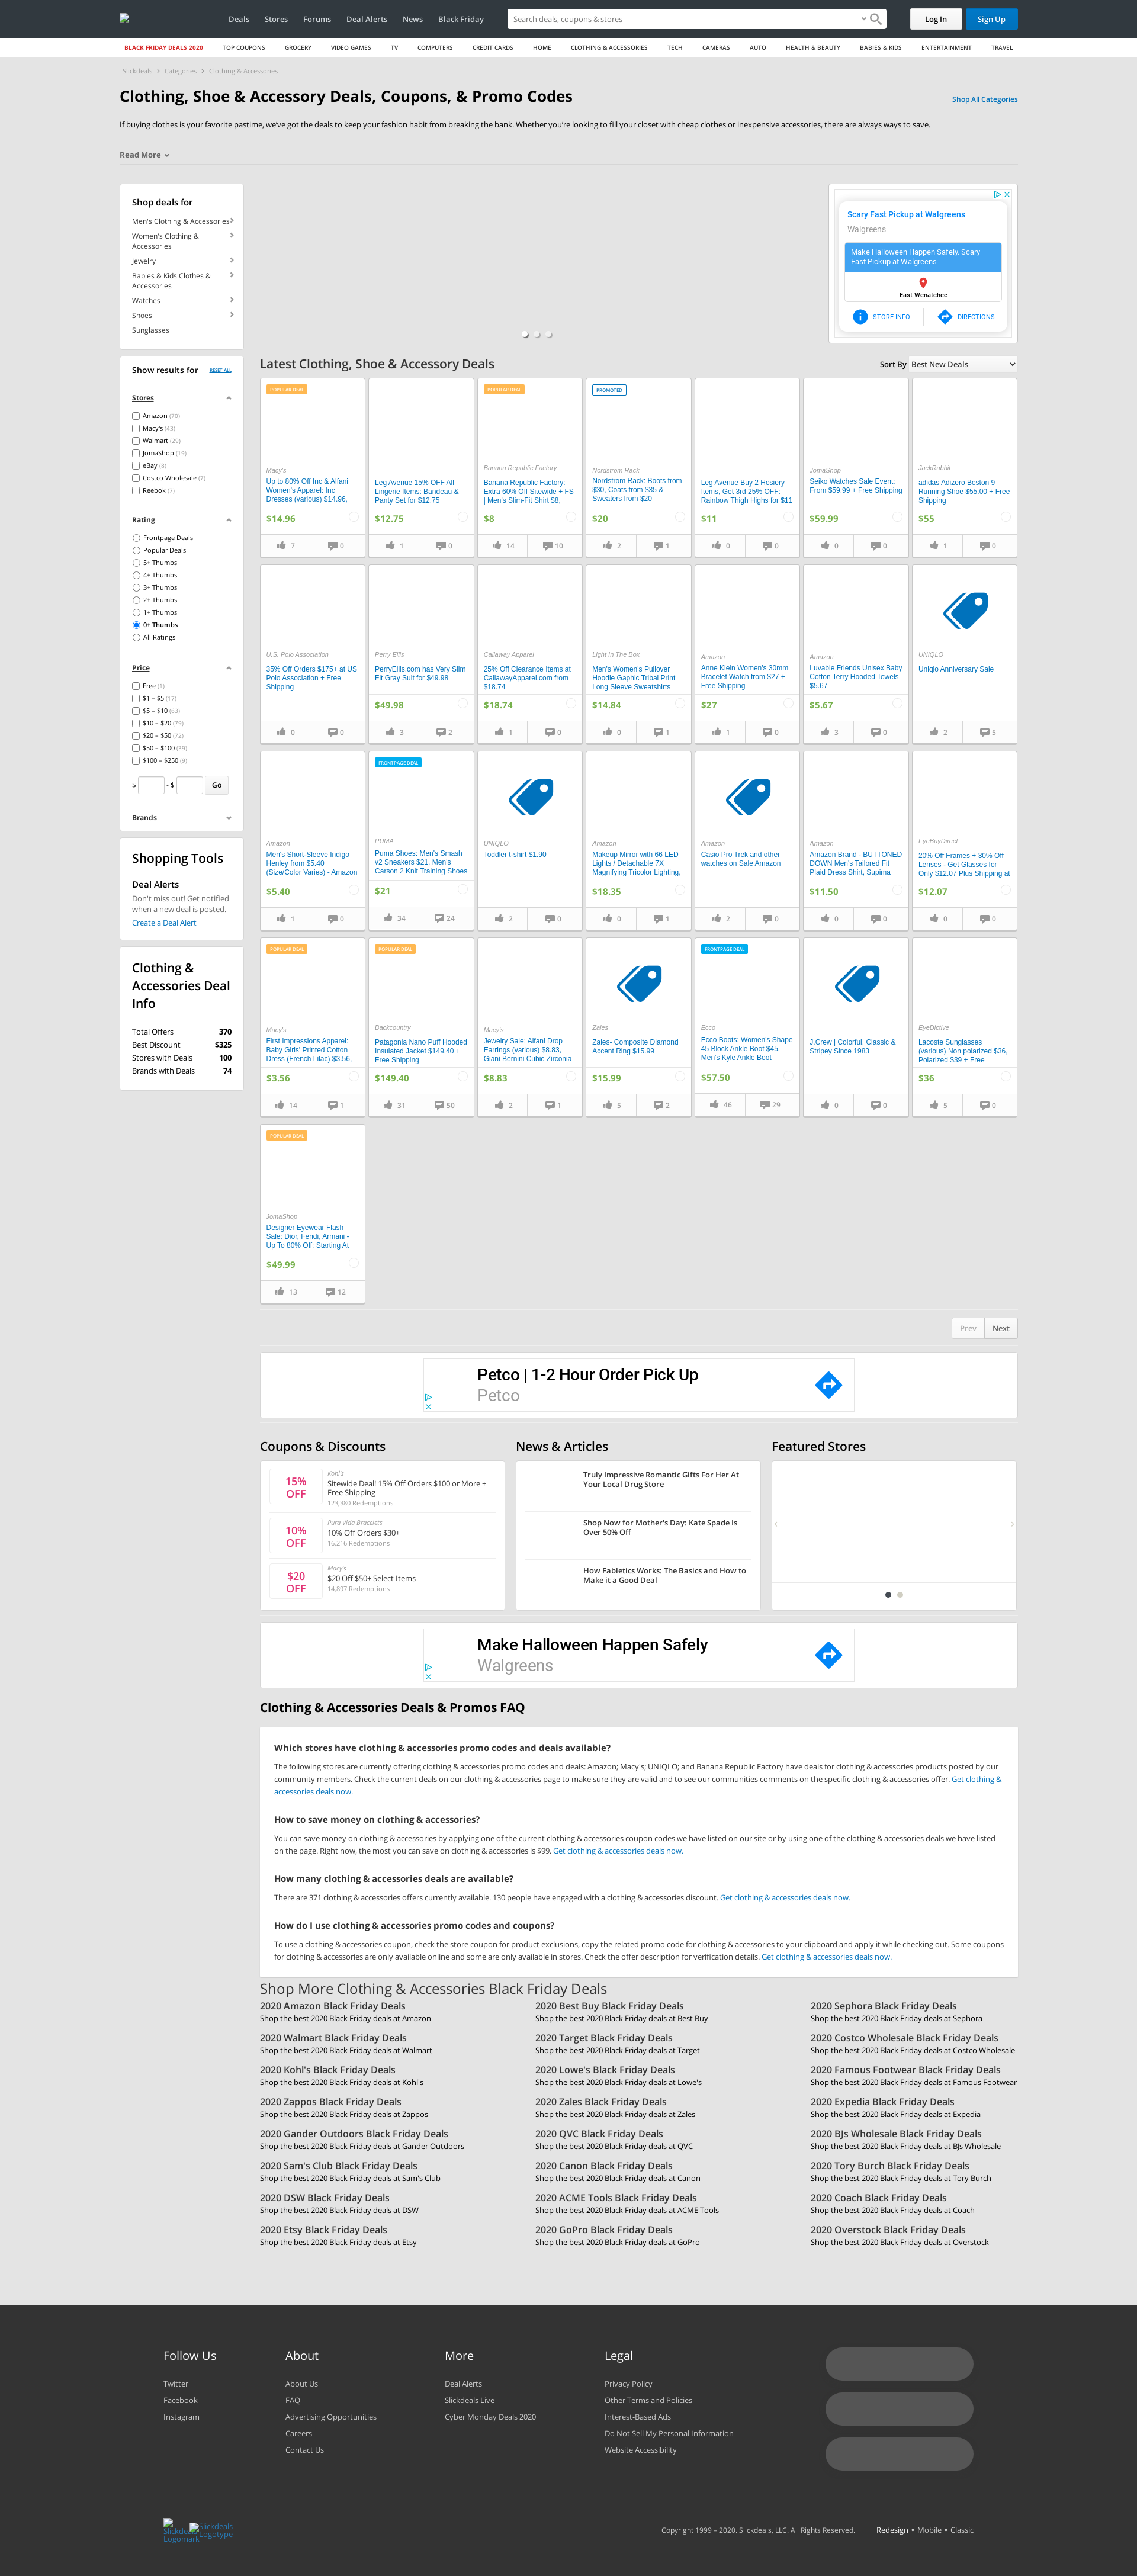 Deals Stores Forums Deal Alerts News Black Friday Search deals, coupons & stores Log In Sign Up
BLACK FRIDAY DEALS 2020 TOP COUPONS GROCERY VIDEO GAMES TV COMPUTERS CREDIT CARDS HOME CLOTHING & ACCESSORIES TECH CAMERAS AUTO HEALTH & BEAUTY BABIES & KIDS ENTERTAINMENT TRAVEL
Slickdeals > Categories > Clothing & Accessories
Clothing, Shoe & Accessory Deals, Coupons, & Promo Codes
Shop All Categories
If buying clothes is your favorite pastime, we've got the deals to keep your fashion habit from breaking the bank. Whether you're looking to fill your closet with cheap clothes or inexpensive accessories, there are always ways to save.
Read More
Shop deals for
Men's Clothing & Accessories
Women's Clothing &
Accessories
Jewelry
Babies & Kids Clothes &
Accessories
Watches
Shoes
Sunglasses
Scary Fast Pickup at Walgreens
Walgreens
Make Halloween Happen Safely. Scary
Fast Pickup at Walgreens
East Wenatchee
STORE INFO DIRECTIONS
Show results for RESET ALL
Stores
Amazon (70)
Macy's (43)
Walmart (29)
JomaShop (19)
eBay (8)
Costco Wholesale (7)
Reebok (7)
Rating
Frontpage Deals
Popular Deals
5+ Thumbs
4+ Thumbs
3+ Thumbs
2+ Thumbs
1+ Thumbs
0+ Thumbs
All Ratings
Price
Free (1)
$1 – $5 (17)
$5 – $10 (63)
$10 – $20 (79)
$20 – $50 (72)
$50 – $100 (39)
$100 – $250 (9)
$ - $ Go
Brands
Shopping Tools
Deal Alerts
Don't miss out! Get notified
when a new deal is posted.
Create a Deal Alert
Clothing &
Accessories Deal
Info
Total Offers 370
Best Discount $325
Stores with Deals 100
Brands with Deals 74
Latest Clothing, Shoe & Accessory Deals
Sort By Best New Deals
POPULAR DEAL
Macy's
Up to 80% Off Inc & Alfani
Women's Apparel: Inc
Dresses (various) $14.96,
$14.96
7 0
Leg Avenue 15% OFF All
Lingerie Items: Bandeau &
Panty Set for $12.75
$12.75
1 0
POPULAR DEAL
Banana Republic Factory
Banana Republic Factory:
Extra 60% Off Sitewide + FS
| Men's Slim-Fit Shirt $8,
$8
14 10
PROMOTED
Nordstrom Rack
Nordstrom Rack: Boots from
$30, Coats from $35 &
Sweaters from $20
$20
2 1
Leg Avenue Buy 2 Hosiery
Items, Get 3rd 25% OFF:
Rainbow Thigh Highs for $11
$11
0 0
JomaShop
Seiko Watches Sale Event:
From $59.99 + Free Shipping
$59.99
0 0
JackRabbit
adidas Adizero Boston 9
Running Shoe $55.00 + Free
Shipping
$55
1 0
U.S. Polo Association
35% Off Orders $175+ at US
Polo Association + Free
Shipping
0 0
Perry Ellis
PerryEllis.com has Very Slim
Fit Gray Suit for $49.98
$49.98
3 2
Callaway Apparel
25% Off Clearance Items at
CallawayApparel.com from
$18.74
$18.74
1 0
Light In The Box
Men's Women's Pullover
Hoodie Gaphic Tribal Print
Long Sleeve Sweatshirts
$14.84
0 1
Amazon
Anne Klein Women's 30mm
Bracelet Watch from $27 +
Free Shipping
$27
1 0
Amazon
Luvable Friends Unisex Baby
Cotton Terry Hooded Towels
$5.67
$5.67
3 0
UNIQLO
Uniqlo Anniversary Sale
2 5
Amazon
Men's Short-Sleeve Indigo
Henley from $5.40
(Size/Color Varies) - Amazon
$5.40
1 0
FRONTPAGE DEAL
PUMA
Puma Shoes: Men's Smash
v2 Sneakers $21, Men's
Carson 2 Knit Training Shoes
$21
34 24
UNIQLO
Toddler t-shirt $1.90
2 0
Amazon
Makeup Mirror with 66 LED
Lights / Detachable 7X
Magnifying Tricolor Lighting,
$18.35
0 1
Amazon
Casio Pro Trek and other
watches on Sale Amazon
2 0
Amazon
Amazon Brand - BUTTONED
DOWN Men's Tailored Fit
Plaid Dress Shirt, Supima
$11.50
0 0
EyeBuyDirect
20% Off Frames + 30% Off
Lenses - Get Glasses for
Only $12.07 Plus Shipping at
$12.07
0 0
POPULAR DEAL
Macy's
First Impressions Apparel:
Baby Girls' Printed Cotton
Dress (French Lilac) $3.56,
$3.56
14 1
POPULAR DEAL
Backcountry
Patagonia Nano Puff Hooded
Insulated Jacket $149.40 +
Free Shipping
$149.40
31 50
Macy's
Jewelry Sale: Alfani Drop
Earrings (various) $8.83,
Giani Bernini Cubic Zirconia
$8.83
2 1
Zales
Zales- Composite Diamond
Accent Ring $15.99
$15.99
5 2
FRONTPAGE DEAL
Ecco
Ecco Boots: Women's Shape
45 Block Ankle Boot $45,
Men's Kyle Ankle Boot
$57.50
46 29
J.Crew | Colorful, Classic &
Stripey Since 1983
0 0
EyeDictive
Lacoste Sunglasses
(various) Non polarized $36,
Polarized $39 + Free
$36
5 0
POPULAR DEAL
JomaShop
Designer Eyewear Flash
Sale: Dior, Fendi, Armani -
Up To 80% Off: Starting At
$49.99
13 12
Prev Next
Petco | 1-2 Hour Order Pick Up
Petco
Coupons & Discounts
15%
OFF
Kohl's
Sitewide Deal! 15% Off Orders $100 or More +
Free Shipping
123,380 Redemptions
10%
OFF
Pura Vida Bracelets
10% Off Orders $30+
16,216 Redemptions
$20
OFF
Macy's
$20 Off $50+ Select Items
14,897 Redemptions
News & Articles
Truly Impressive Romantic Gifts For Her At
Your Local Drug Store
Shop Now for Mother's Day: Kate Spade Is
Over 50% Off
How Fabletics Works: The Basics and How to
Make it a Good Deal
Featured Stores
Make Halloween Happen Safely
Walgreens
Clothing & Accessories Deals & Promos FAQ
Which stores have clothing & accessories promo codes and deals available?
The following stores are currently offering clothing & accessories promo codes and deals: Amazon; Macy's; UNIQLO; and Banana Republic Factory have deals for clothing & accessories products posted by our
community members. Check the current deals on our clothing & accessories page to make sure they are valid and to see our communities comments on the specific clothing & accessories offer. Get clothing &
accessories deals now.
How to save money on clothing & accessories?
You can save money on clothing & accessories by applying one of the current clothing & accessories coupon codes we have listed on our site or by using one of the clothing & accessories deals we have listed
on the page. Right now, the most you can save on clothing & accessories is $99. Get clothing & accessories deals now.
How many clothing & accessories deals are available?
There are 371 clothing & accessories offers currently available. 130 people have engaged with a clothing & accessories discount. Get clothing & accessories deals now.
How do I use clothing & accessories promo codes and coupons?
To use a clothing & accessories coupon, check the store coupon for product exclusions, copy the related promo code for clothing & accessories to your clipboard and apply it while checking out. Some coupons
for clothing & accessories are only available online and some are only available in stores. Check the offer description for verification details. Get clothing & accessories deals now.
Shop More Clothing & Accessories Black Friday Deals
2020 Amazon Black Friday Deals 2020 Best Buy Black Friday Deals 2020 Sephora Black Friday Deals
Shop the best 2020 Black Friday deals at Amazon Shop the best 2020 Black Friday deals at Best Buy Shop the best 2020 Black Friday deals at Sephora
2020 Walmart Black Friday Deals 2020 Target Black Friday Deals 2020 Costco Wholesale Black Friday Deals
Shop the best 2020 Black Friday deals at Walmart Shop the best 2020 Black Friday deals at Target Shop the best 2020 Black Friday deals at Costco Wholesale
2020 Kohl's Black Friday Deals 2020 Lowe's Black Friday Deals 2020 Famous Footwear Black Friday Deals
Shop the best 2020 Black Friday deals at Kohl's Shop the best 2020 Black Friday deals at Lowe's Shop the best 2020 Black Friday deals at Famous Footwear
2020 Zappos Black Friday Deals 2020 Zales Black Friday Deals 2020 Expedia Black Friday Deals
Shop the best 2020 Black Friday deals at Zappos Shop the best 2020 Black Friday deals at Zales Shop the best 2020 Black Friday deals at Expedia
2020 Gander Outdoors Black Friday Deals 2020 QVC Black Friday Deals 2020 BJs Wholesale Black Friday Deals
Shop the best 2020 Black Friday deals at Gander Outdoors Shop the best 2020 Black Friday deals at QVC Shop the best 2020 Black Friday deals at BJs Wholesale
2020 Sam's Club Black Friday Deals 2020 Canon Black Friday Deals 2020 Tory Burch Black Friday Deals
Shop the best 2020 Black Friday deals at Sam's Club Shop the best 2020 Black Friday deals at Canon Shop the best 2020 Black Friday deals at Tory Burch
2020 DSW Black Friday Deals 2020 ACME Tools Black Friday Deals 2020 Coach Black Friday Deals
Shop the best 2020 Black Friday deals at DSW Shop the best 2020 Black Friday deals at ACME Tools Shop the best 2020 Black Friday deals at Coach
2020 Etsy Black Friday Deals 2020 GoPro Black Friday Deals 2020 Overstock Black Friday Deals
Shop the best 2020 Black Friday deals at Etsy Shop the best 2020 Black Friday deals at GoPro Shop the best 2020 Black Friday deals at Overstock
Follow Us
Twitter
Facebook
Instagram
About
About Us
FAQ
Advertising Opportunities
Careers
Contact Us
More
Deal Alerts
Slickdeals Live
Cyber Monday Deals 2020
Legal
Privacy Policy
Other Terms and Policies
Interest-Based Ads
Do Not Sell My Personal Information
Website Accessibility
Slickdeals
Logomark
Slickdeals
Logotype
Copyright 1999 – 2020. Slickdeals, LLC. All Rights Reserved. Redesign • Mobile • Classic